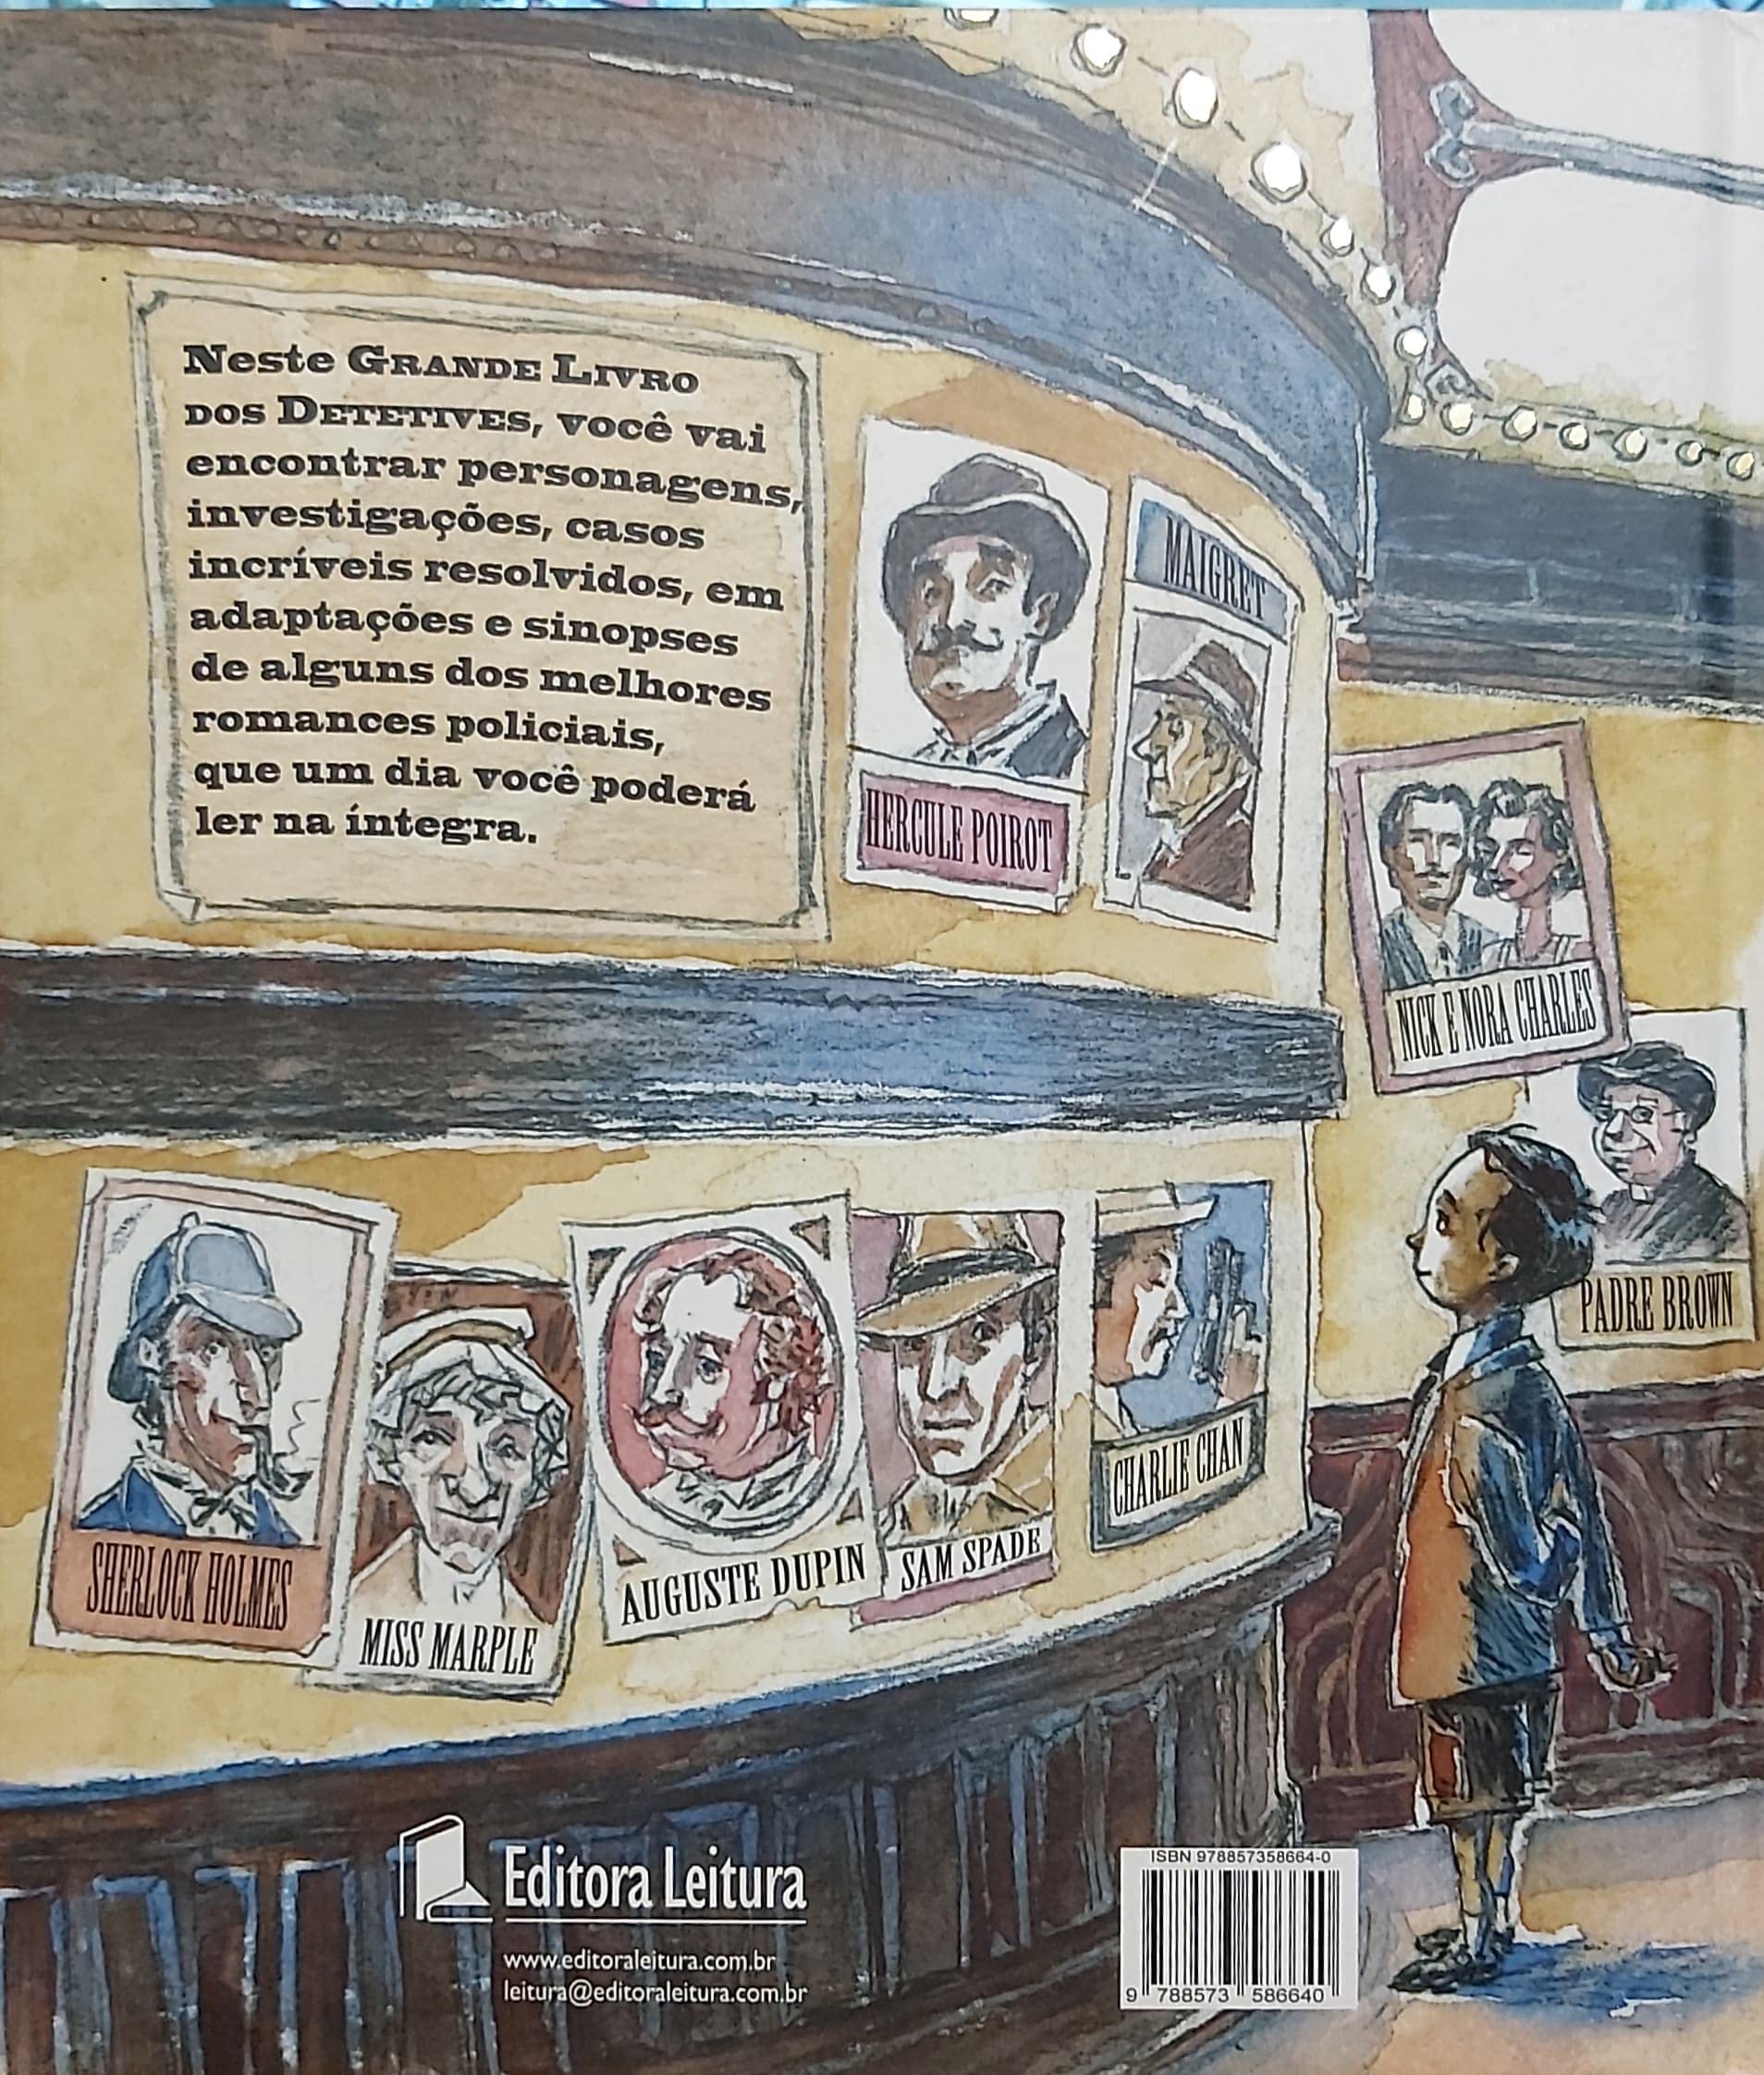 Neste GRANDE LIVRO
DOS DETETIVES, você vai
encontrar personagens,
investigações, casos
incríveis resolvidos, em
adaptações e sinopses
de alguns dos melhores
romances policiais,
que um dia você poderá
ler na íntegra.
HERCULE POIROT
MAIGRET
NICK E NORA CHARLES
PADRE BROWN
SHERLOCK HOLMES
MISS MARPLE
AUGUSTE DUPIN
SAM SPADE
CHARLIE CHAN
Editora Leitura
www.editoraleitura.com.br
leitura@editoraleitura.com.br
ISBN 978857358664-0
9 788573 586640